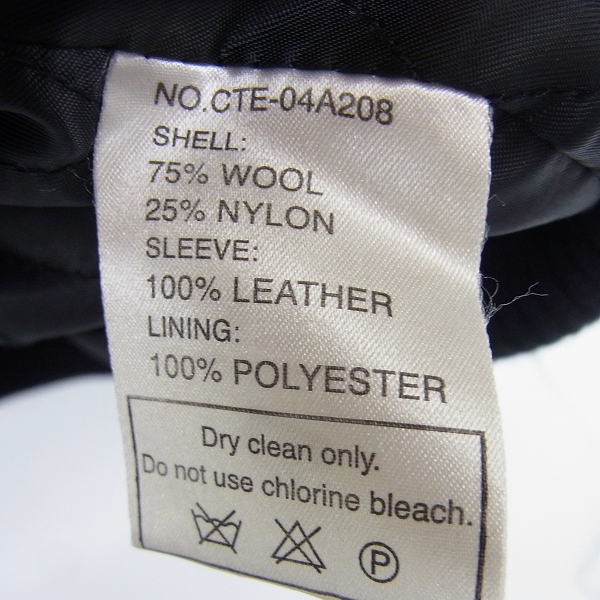 NO.CTE-04A208
SHELL:
75% WOOL
25% NYLON
SLEEVE:
100% LEATHER
LINING:
100% POLYESTER
Dry clean only.
Do not use chlorine bleach.
P